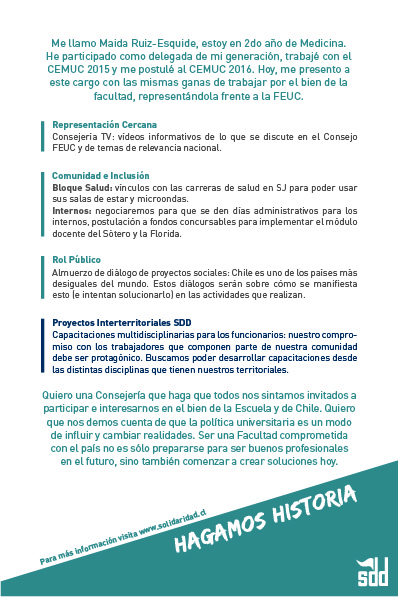 Me llamo Maida Ruiz-Esquide, estoy en 2do año de Medicina.
He participado como delegada de mi generación, trabajé con el
CEMUC 2015 y me postulé al CEMUC 2016. Hoy, me presento a
este cargo con las mismas ganas de trabajar por el bien de la
facultad, representándola frente a la FEUC.
Representación Cercana
Consejería TV: vídeos informativos de lo que se discute en el Consejo
FEUC y de temas de relevancia nacional.
Comunidad e Inclusión
Bloque Salud: vínculos con las carreras de salud en SJ para poder usar
sus salas de estar y microondas.
Internos: negociaremos para que se den días administrativos para los
internos, postulación a fondos concursables para implementar el módulo
docente del Sótero y la Florida.
Rol Público
Almuerzo de diálogo de proyectos sociales: Chile es uno de los países más
desiguales del mundo. Estos diálogos serán sobre cómo se manifiesta
esto (e intentan solucionarlo) en las actividades que realizan.
Proyectos Interterritoriales SDD
Capacitaciones multidisciplinarias para los funcionarios: nuestro compro-
miso con los trabajadores que componen parte de nuestra comunidad
debe ser protagónico. Buscamos poder desarrollar capacitaciones desde
las distintas disciplinas que tienen nuestros territoriales.
Quiero una Consejería que haga que todos nos sintamos invitados a
participar e interesarnos en el bien de la Escuela y de Chile. Quiero
que nos demos cuenta de que la política universitaria es un modo
de influir y cambiar realidades. Ser una Facultad comprometida
con el país no es sólo prepararse para ser buenos profesionales
en el futuro, sino también comenzar a crear soluciones hoy.
Para más información visita www.solidaridad.cl
HAGAMOS HISTORIA
sdd